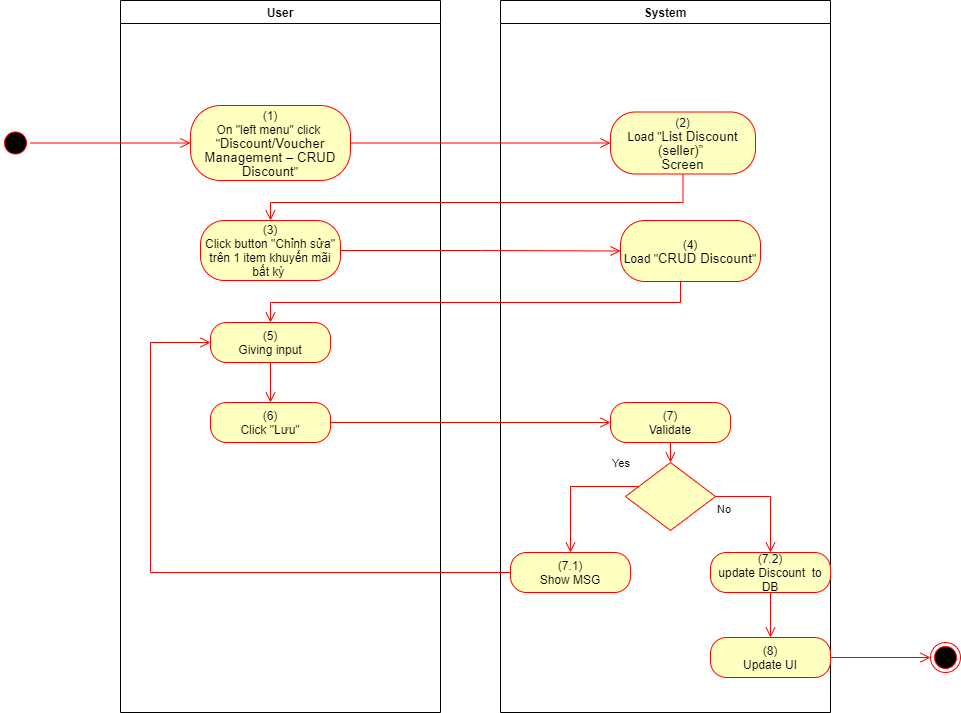 User
System
(1)
On "left menu" click
"Discount/Voucher
Management – CRUD
Discount"
(2)
Load "List Discount
(seller)”
Screen
(3)
Click button "Chỉnh sửa"
trên 1 item khuyến mãi
bất kỳ
(4)
Load "CRUD Discount"
(5)
Giving input
(6)
Click "Lưu"
(7)
Validate
Yes
No
(7.1)
Show MSG
(7.2)
update Discount  to
DB
(8)
Update UI